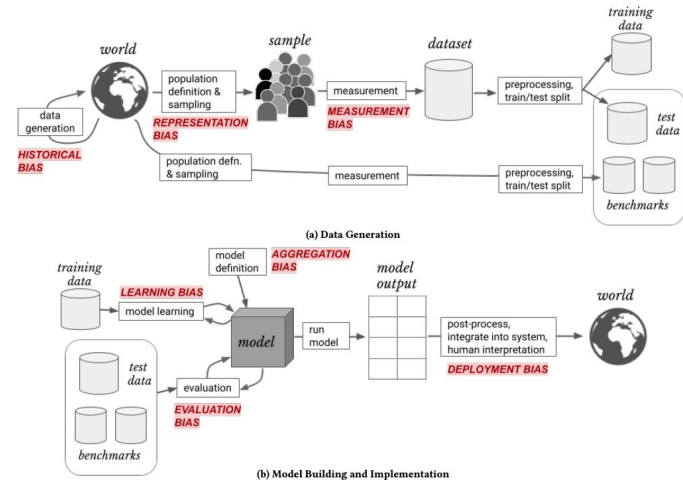 training
data
sample
dataset
world
population
definition &
sampling
measurement
preprocessing,
train/test split
data
generation
REPRESENTATION
BIAS
MEASUREMENT
BIAS
test
data
HISTORICAL
BIAS
population defn.
& sampling
measurement
preprocessing,
train/test split
benchmarks
(a) Data Generation
model
definition
AGGREGATION
BIAS
training
data
LEARNING BIAS
model learning
model
output
world
model
run
model
post-process,
integrate into system,
human interpretation
DEPLOYMENT BIAS
test
data
evaluation
EVALUATION
BIAS
benchmarks
(b) Model Building and Implementation